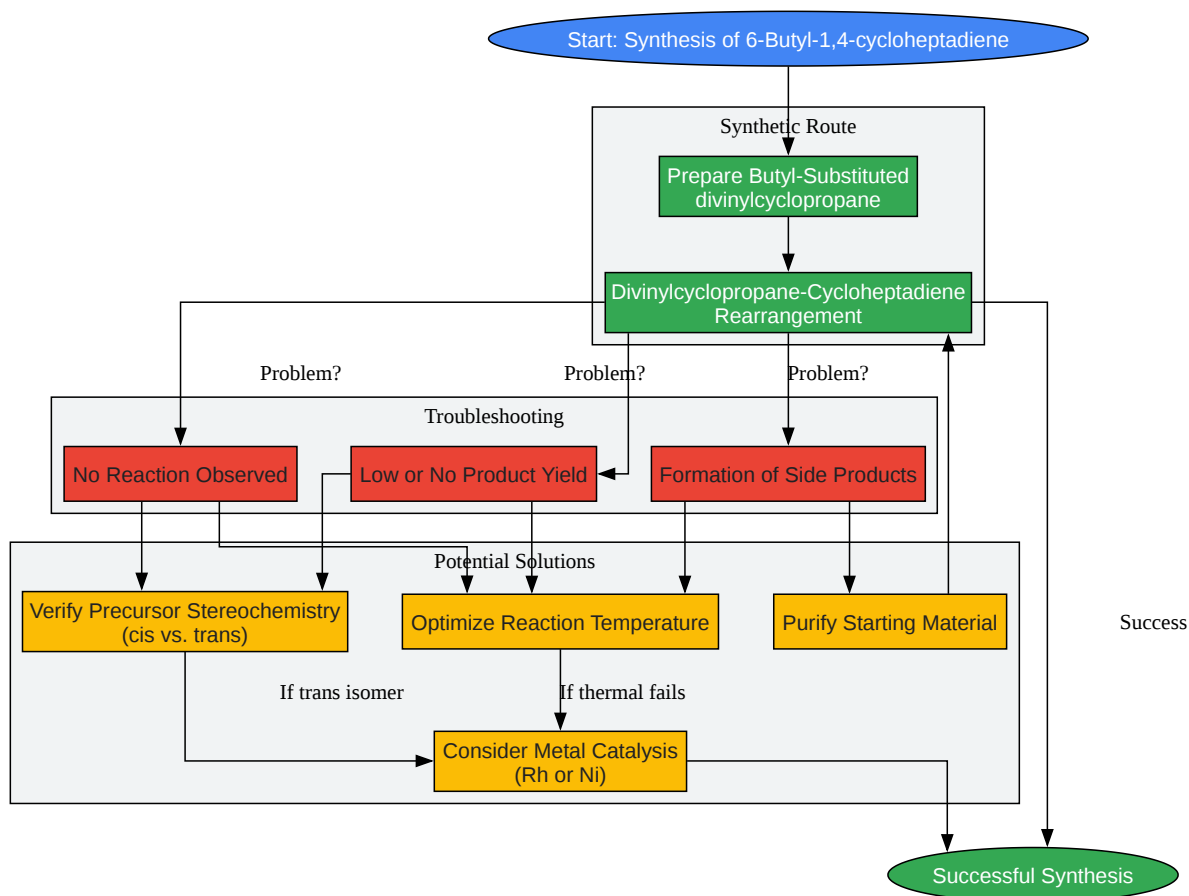 Start: Synthesis of 6-Butyl-1,4-cycloheptadiene
Synthetic Route
Prepare Butyl-Substituted
divinylcyclopropane
Divinylcyclopropane-Cycloheptadiene
Rearrangement
Problem?
Problem?
Problem?
Troubleshooting
No Reaction Observed
Low or No Product Yield
Formation of Side Products
Potential Solutions
Verify Precursor Stereochemistry
(cis vs. trans)
Optimize Reaction Temperature
Purify Starting Material
Success
If trans isomer
If thermal fails
Consider Metal Catalysis
(Rh or Ni)
Successful Synthesis